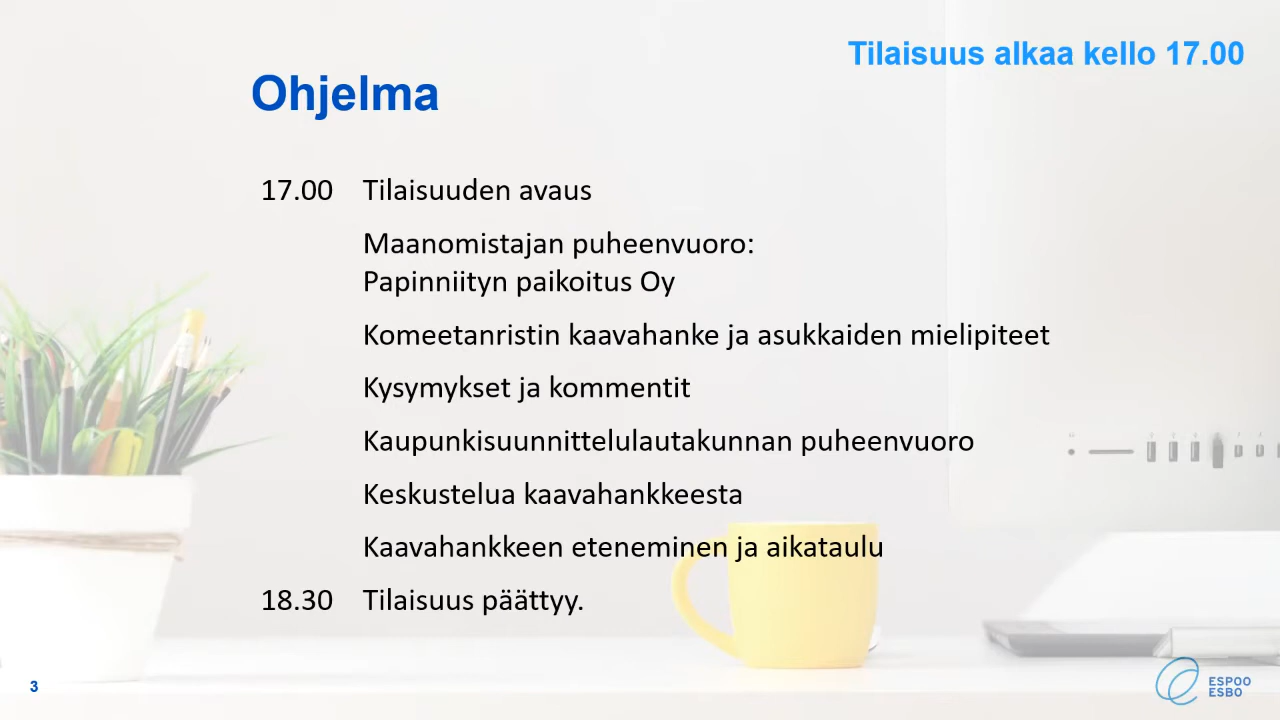 Tilaisuus alkaa kello 17.00
Ohjelma
17.00 Tilaisuuden avaus
Maanomistajan puheenvuoro:
Papinniityn paikoitus Oy
Komeetanristin kaavahanke ja asukkaiden mielipiteet
Kysymykset ja kommentit
Kaupunkisuunnittelulautakunnan puheenvuoro
Keskustelua kaavahankkeesta
Kaavahankkeen eteneminen ja aikataulu
18.30 Tilaisuus päättyy.
3
ESPOO
ESBO